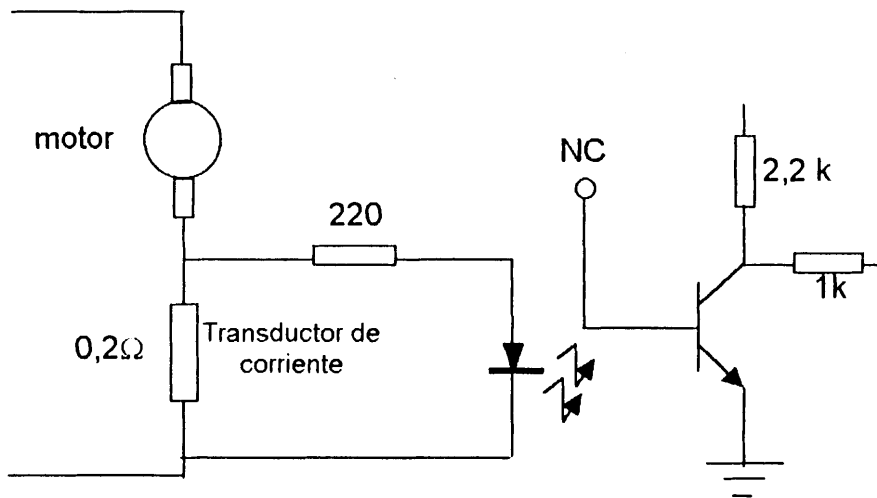 motor
NC
2,2 k
220
1k
0,2Ω
Transductor de
corriente